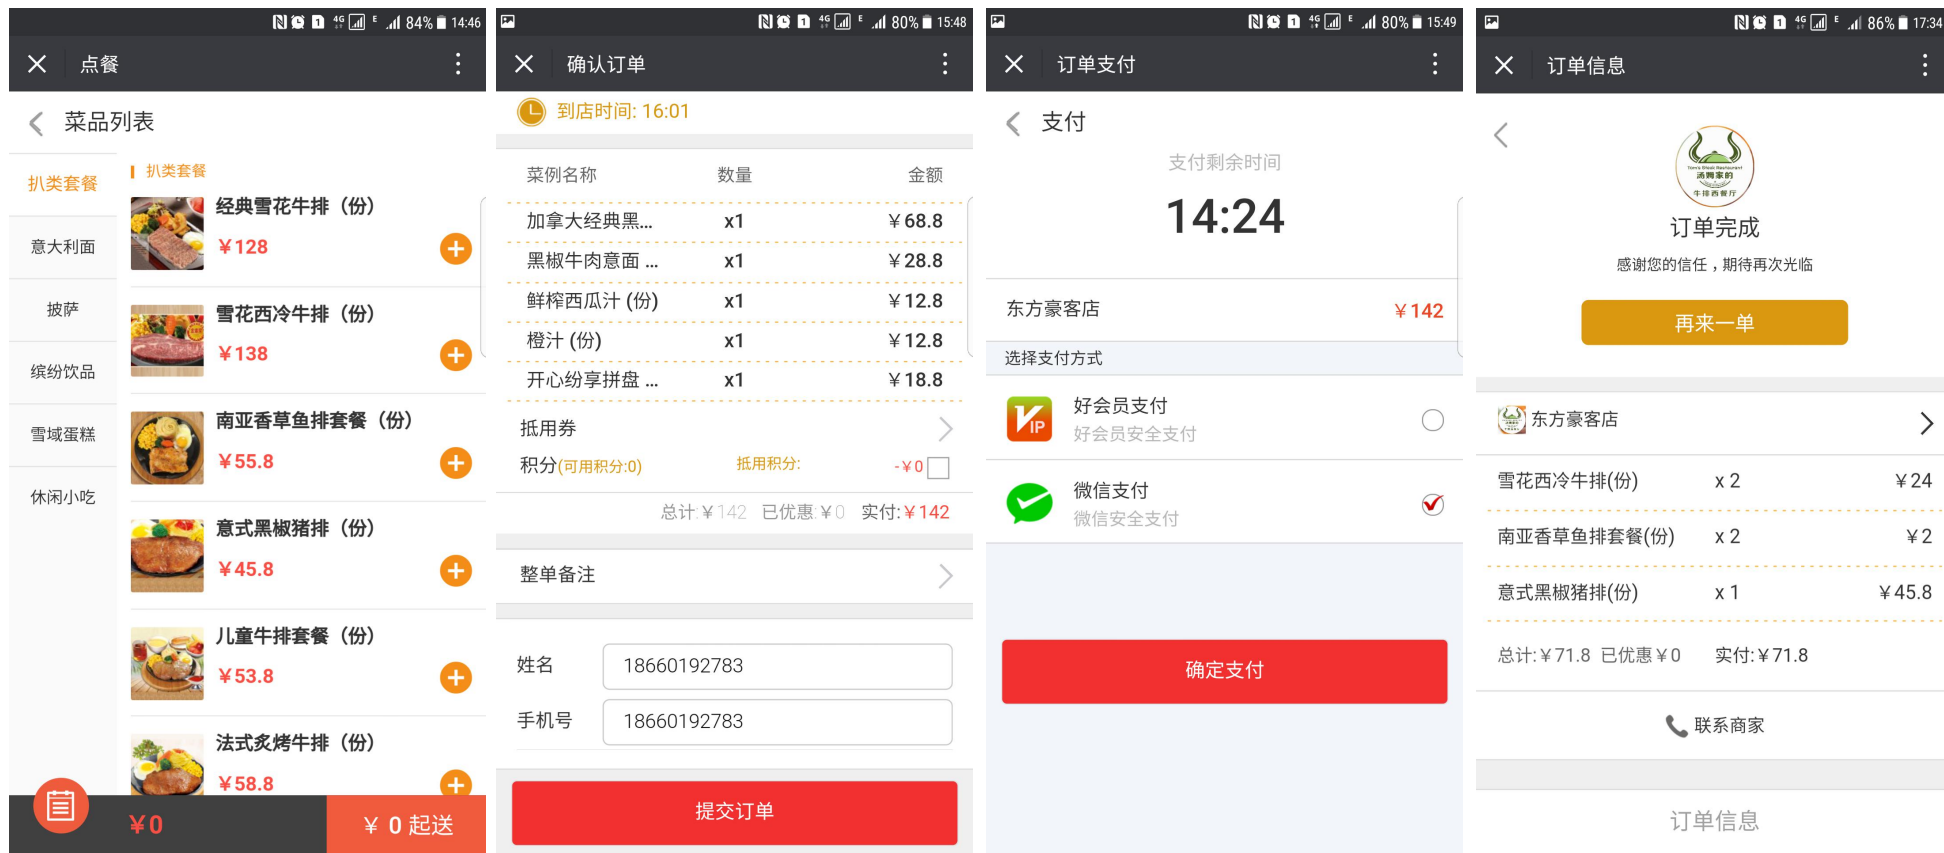 84% 14:46
点餐
菜品列表
扒类套餐
意大利面
披萨
缤纷饮品
雪域蛋糕
休闲小吃
扒类套餐
经典雪花牛排（份）
￥128
雪花西冷牛排（份）
￥138
南亚香草鱼排套餐（份）
￥55.8
意式黑椒猪排（份）
￥45.8
儿童牛排套餐（份）
￥53.8
法式炙烤牛排（份）
￥58.8
￥0
￥ 0 起送
4G E 80% 15:48
确认订单
到店时间: 16:01
菜例名称 数量 金额
加拿大经典黑... x1 ￥68.8
黑椒牛肉意面 ... x1 ￥28.8
鲜榨西瓜汁 (份) x1 ￥12.8
橙汁 (份) x1 ￥12.8
开心纷享拼盘 ... x1 ￥18.8
抵用券
积分(可用积分:0) 抵用积分: -￥0
总计:￥142 已优惠:￥0 实付:￥142
整单备注
姓名 18660192783
手机号 18660192783
提交订单
4G E 80% 15:49
订单支付
支付
支付剩余时间
14:24
东方豪客店 ￥142
选择支付方式
VIP
好会员支付
好会员安全支付
微信支付
微信安全支付
确定支付
4G E 86% 17:34
订单信息
汤姆家的
牛排西餐厅
订单完成
感谢您的信任，期待再次光临
再来一单
东方豪客店
雪花西冷牛排(份) x 2 ￥24
南亚香草鱼排套餐(份) x 2 ￥2
意式黑椒猪排(份) x 1 ￥45.8
总计:￥71.8 已优惠￥0 实付:￥71.8
联系商家
订单信息